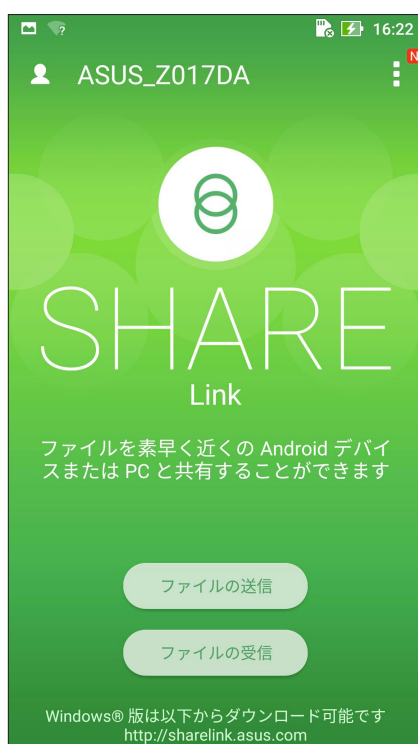 ? 16:22
ASUS_Z017DA
N
SHARE
Link
ファイルを素早く近くの Android デバイ
スまたは PC と共有することができます
ファイルの送信
ファイルの受信
Windows® 版は以下からダウンロード可能です
http://sharelink.asus.com